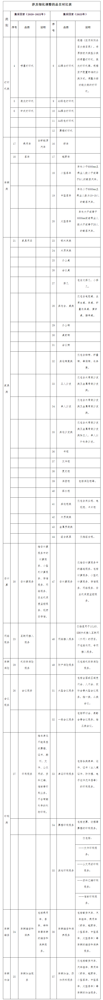 涉及细化调整的品目对比表
类别
集采目录（2020-2022年）
集采目录（2023年）
序号
品目
说明
序号
品目
说明
打印机类
4
喷墨打印机
8
A3黑白打印机
根据《政府采购品
目分类目录》，将
原按技术类型分类
的喷墨打印机、激
光打印机等，根据
资产配置标准的分
类方式，调整为按
功能分类的打印
机。
5
激光打印机
9
A3彩色打印机
6
针式打印机
10
A4黑白打印机
11
A4彩色打印机
12
票据打印机
车辆类
17
乘用车
含新能源
汽车
16
轿车
18
客车
17
越野车
18
小型客车
车长小于6000mm且
乘坐人数小于或等
于9人的载客汽车。
19
中型客车
车长小于6000mm且
乘坐人数为10-19人
的载客汽车。
20
大型客车
车长大于或等于
6000mm或者乘坐人
数大于或等于20人
的载客汽车。
家具类
21
家具用品
23
钢木床类
24
木质床类
25
办公桌
26
会议桌
27
茶几
包含大茶几、小茶
几。
28
其他台、桌类
仅包含电脑桌、主
席台桌、条桌、折
叠长条桌、演讲
桌、接待桌。
29
办公椅
30
桌前椅
31
会议椅
32
其他椅凳类
仅包含排椅、折叠
椅、等候椅、长条
凳。
33
三人沙发
仅包含木骨架沙发
类及金属骨架沙发
类。
34
单人沙发
仅包含木骨架沙发
类及金属骨架沙发
类。
35
其他沙发类
仅包含木骨架沙发
类及金属骨架沙发
类除三人、单人以
外长条沙发。
36
书柜
37
文件柜
38
更衣柜
39
保密柜
包括保险柜等。
40
茶水柜
41
其他柜类
仅包含床头柜、电
视柜、卡片柜
42
木质架类
43
金属质架类
44
组合家具
仅指组合柜。
云计算
30
云计算服务
指云计算
服务中的
计算服
务、小型
机计算服
务、存储
服务、网
络服务、
云主机深
度监控服
务、视频
云存储。
47
云计算服务
仅指云计算服务中
的基础服务，包括
计算服务、小型机
计算服务、存储服
务、网络服务、云
主机深度监控服
务。
网络服务
23
互联网接入
服务
48
网络接入服务
仅指适用于以LAN、
SDH方式接入互联网
（外网）的项目。
不包括内网、专网
接入服务。
车辆保险
29
机动车保险
服务
49
财产保险服务
仅包括机动车保险
服务。
会议服务
26
会议服务
51
大型会议服务
包括全国或区域党
代会、人代会、政
协会等大型会议服
务，指一类、二类
会议。
52
一般会议服务
包括研讨会、表彰
会等会议服务，指
三类会议。
印刷类
27
印刷服务
指本单位
不能承担
的票据、
证书、期
刊、文
件、公文
用纸、资
料汇编、
信封等印
刷业务，
不含带期
刊号的刊
物印刷。
53
单证印刷服务
包括各类表单、证
件、证书（出入境
证件、防伪膜、电
子证件元件层等）
的印刷服务。
54
票据印刷服务
包括发票、收据等
票据的印刷服务。
55
其他印刷服务
仅包括：
——文件印刷服
务；
——公文用纸印刷
服务；
——资料汇编印刷
服务；
——信封印刷服
务。
车辆维修
24
车辆维修和
保养
包括乘用
车、客
车、特种
车等车辆
的维修和
保养服
务。
56
车辆维修和保
养服务
包括载货汽车、汽
车挂车、乘用车
（轿车、越野车、
小型客车、中型客
车、大型客车）等
车辆的维修和保养
服务。
车辆加油
25
车辆加油服
务
57
车辆加油、添
加燃料服务
仅包括载货汽车、
汽车挂车、乘用车
（轿车、越野车、
小型客车、中型客
车、大型客车）等
车辆的加油服务。